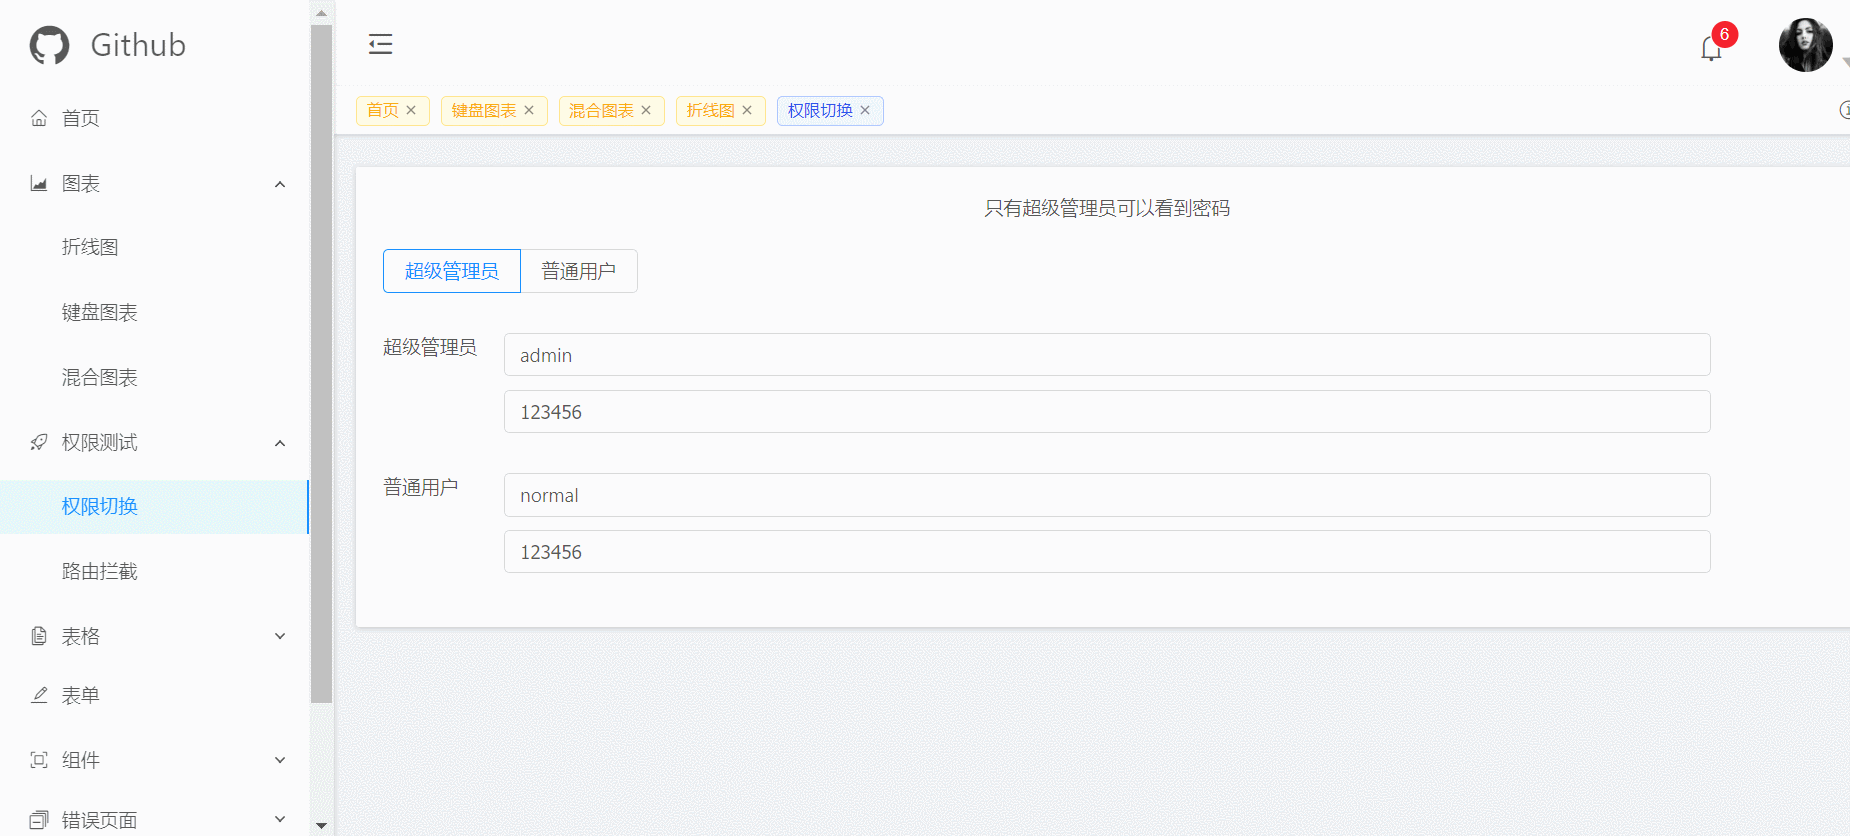 Github
首页
图表
折线图
键盘图表
混合图表
权限测试
权限切换
路由拦截
表格
表单
组件
错误页面
6
首页 键盘图表 混合图表 折线图 权限切换
只有超级管理员可以看到密码
超级管理员 普通用户
超级管理员 admin
123456
普通用户 normal
123456